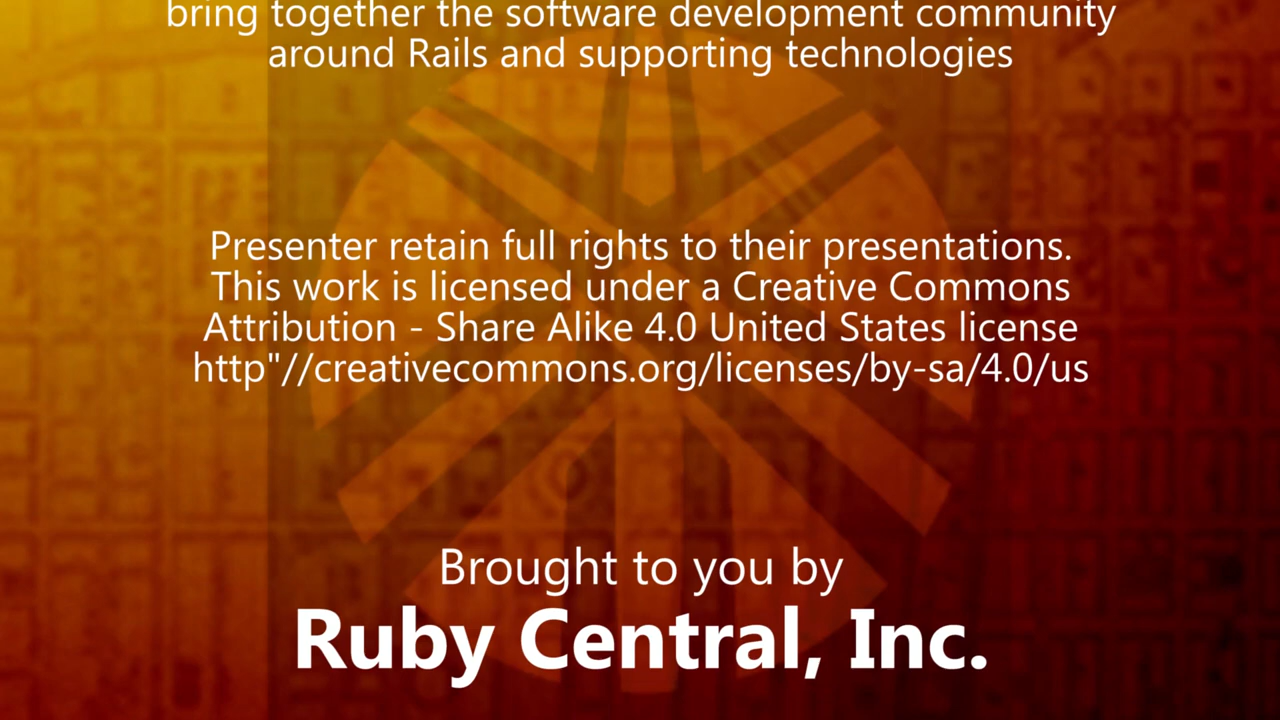 bring together the software development community
around Rails and supporting technologies
Presenter retain full rights to their presentations.
This work is licensed under a Creative Commons
Attribution - Share Alike 4.0 United States license
http"//creativecommons.org/licenses/by-sa/4.0/us
Brought to you by
Ruby Central, Inc.